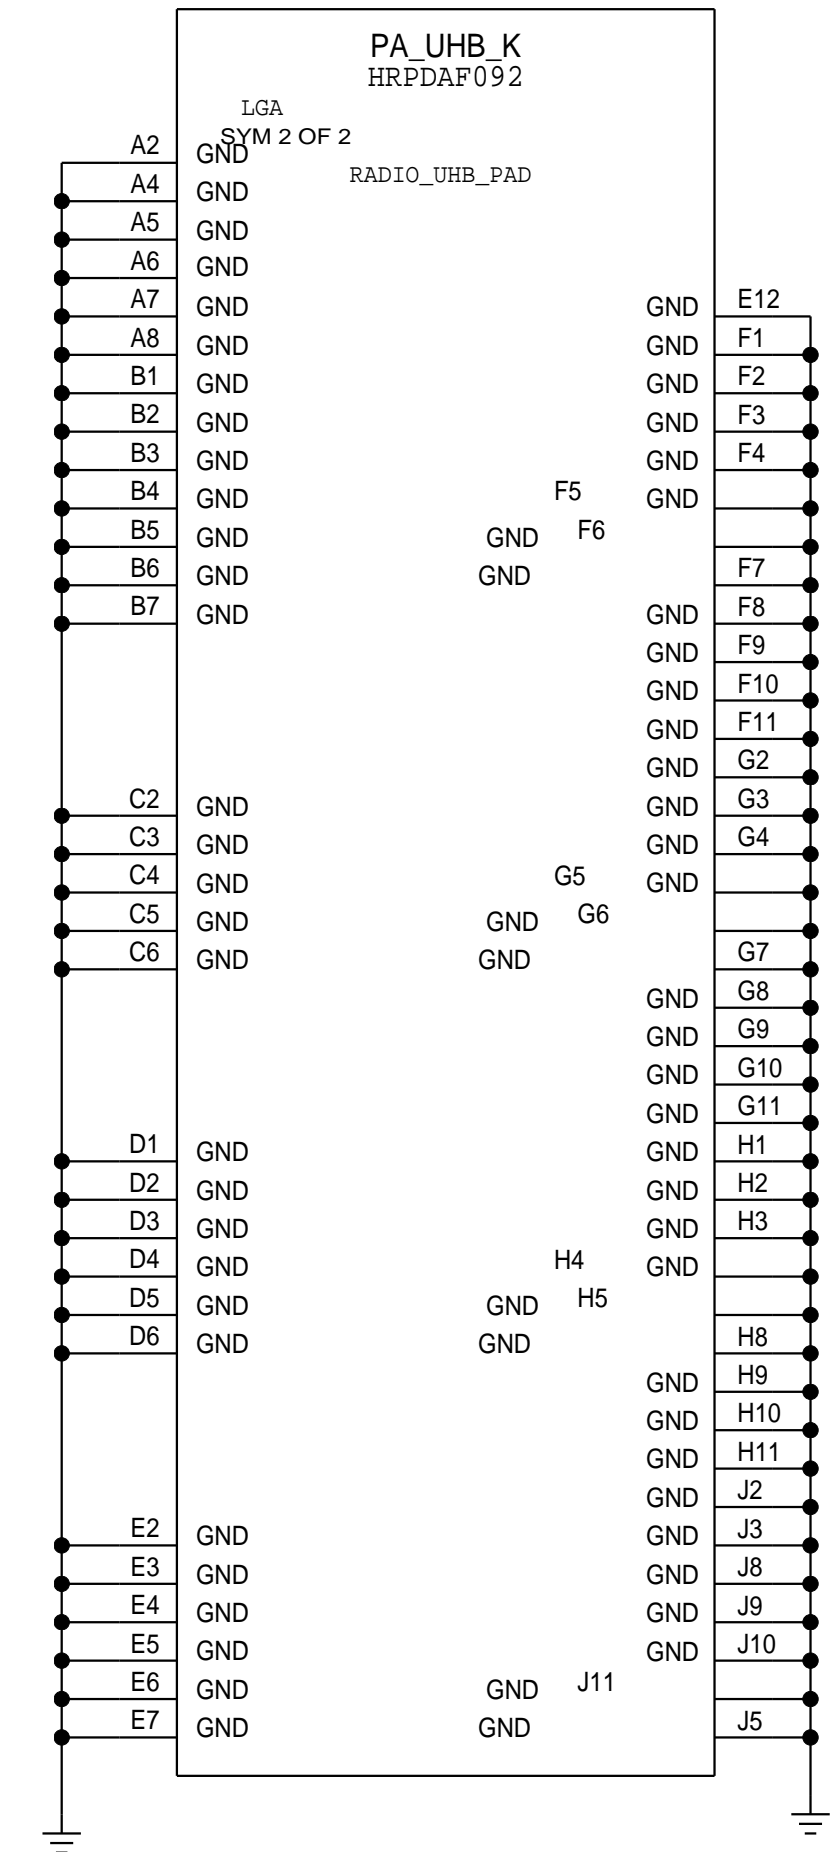 PA_UHB_K
HRPDAF092
LGA
SYM 2 OF 2
RADIO_UHB_PAD
A2 GND
A4 GND
A5 GND
A6 GND
A7 GND GND E12
A8 GND GND F1
B1 GND GND F2
B2 GND GND F3
B3 GND GND F4
B4 GND F5 GND
B5 GND GND F6
B6 GND GND F7
B7 GND GND F8
GND F9
GND F10
GND F11
GND G2
C2 GND GND G3
C3 GND GND G4
C4 GND G5 GND
C5 GND GND G6
C6 GND GND G7
GND G8
GND G9
GND G10
GND G11
D1 GND GND H1
D2 GND GND H2
D3 GND GND H3
D4 GND H4 GND
D5 GND GND H5
D6 GND GND H8
GND H9
GND H10
GND H11
GND J2
E2 GND GND J3
E3 GND GND J8
E4 GND GND J9
E5 GND GND J10
E6 GND GND J11
E7 GND GND J5